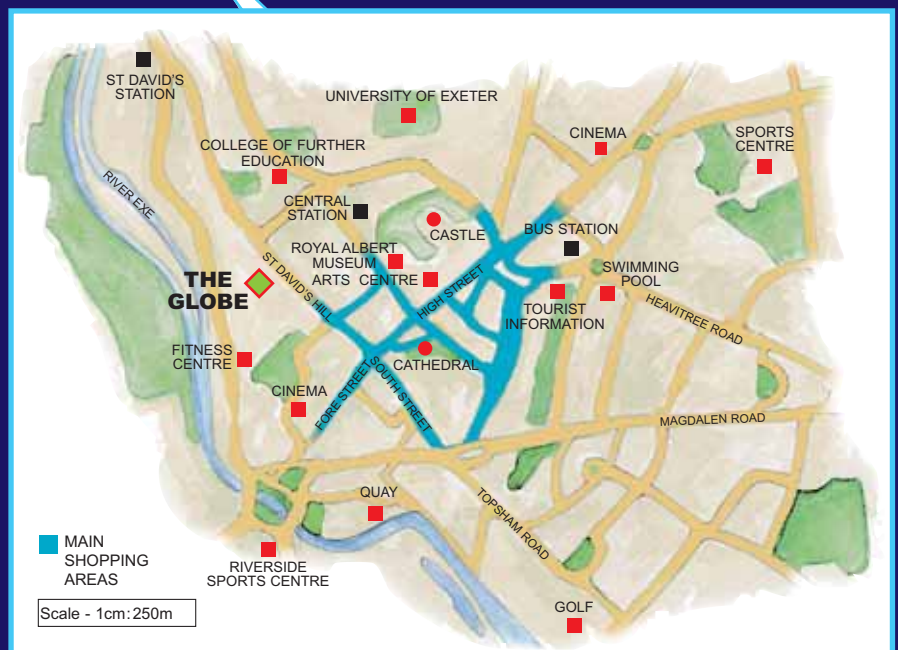 ST DAVID'S
STATION
UNIVERSITY OF EXETER
CINEMA
SPORTS
CENTRE
COLLEGE OF FURTHER
EDUCATION
RIVER EXE
CENTRAL
STATION
CASTLE
BUS STATION
ROYAL ALBERT
MUSEUM
ARTS CENTRE
ST DAVID'S HILL
HIGH STREET
THE
GLOBE
SWIMMING
POOL
TOURIST
INFORMATION
HEAVITREE ROAD
FITNESS
CENTRE
CATHEDRAL
CINEMA
FORE STREET
SOUTH STREET
MAGDALEN ROAD
QUAY
TOPSHAM ROAD
MAIN
SHOPPING
AREAS
RIVERSIDE
SPORTS CENTRE
Scale - 1cm:250m
GOLF